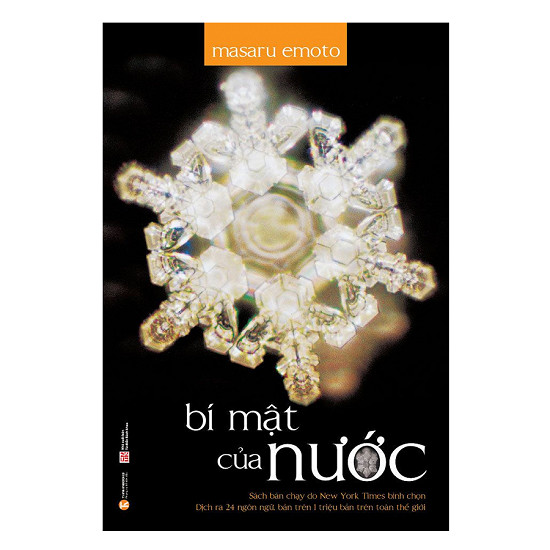 masaru emoto
bí mật
của nước
Sách bán chạy do New York Times bình chọn
Dịch ra 24 ngôn ngữ, bán trên 1 triệu bản trên toàn thế giới